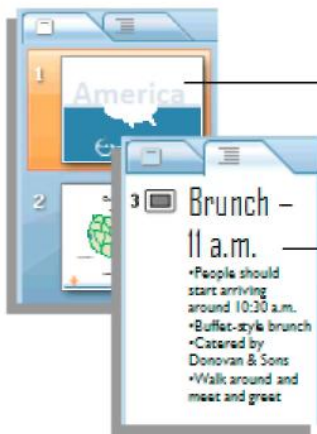 1
America
2
3
Brunch –
11 a.m.
•People should
start arriving
around 10:30 a.m.
•Buffet-style brunch
•Catered by
Donovan & Sons
•Walk around and
meet and greet